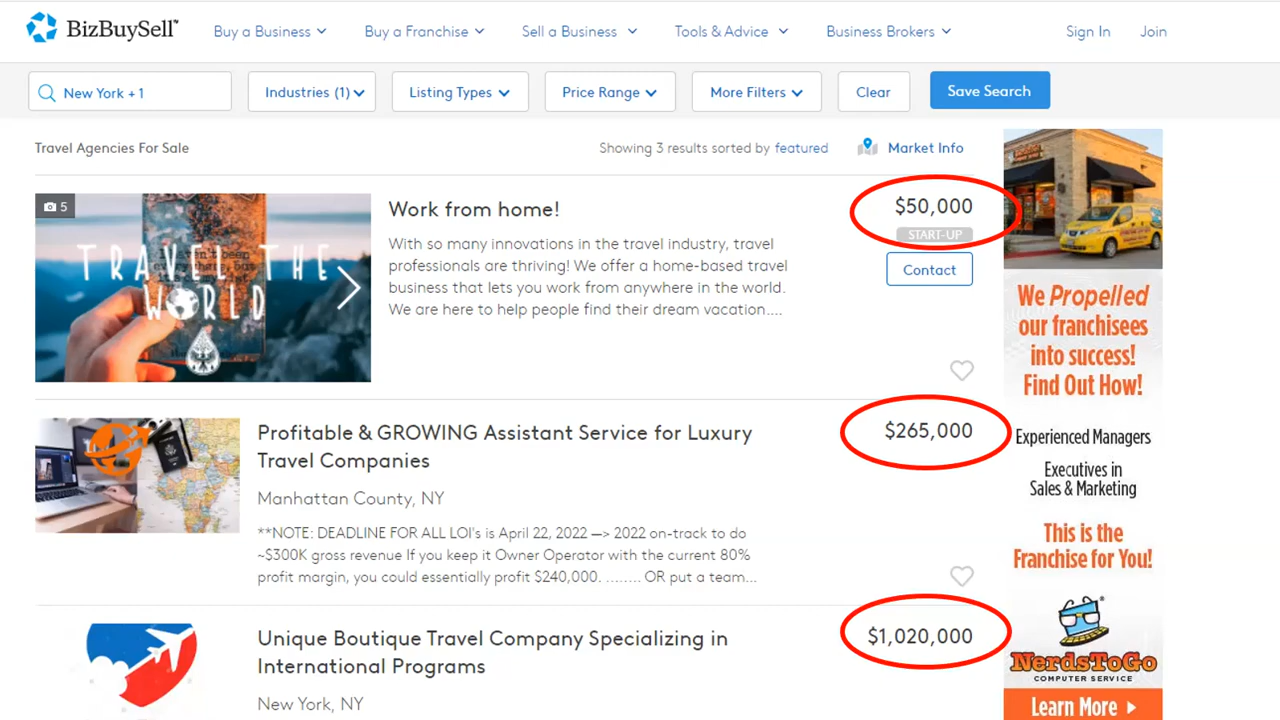 BizBuySell™
Buy a Business
Buy a Franchise
Sell a Business
Tools & Advice
Business Brokers
Sign In
Join
New York + 1
Industries (1)
Listing Types
Price Range
More Filters
Clear
Save Search
Travel Agencies For Sale
Showing 3 results sorted by featured
Market Info
5
TRAVEL THE
WORLD
Work from home!
With so many innovations in the travel industry, travel
professionals are thriving! We offer a home-based travel
business that lets you work from anywhere in the world.
We are here to help people find their dream vacation....
$50,000
START-UP
Contact
Profitable & GROWING Assistant Service for Luxury
Travel Companies
Manhattan County, NY
**NOTE: DEADLINE FOR ALL LOI's is April 22, 2022 —> 2022 on-track to do
~$300K gross revenue If you keep it Owner Operator with the current 80%
profit margin, you could essentially profit $240,000. ........ OR put a team...
$265,000
Unique Boutique Travel Company Specializing in
International Programs
New York, NY
$1,020,000
We Propelled
our franchisees
into success!
Find Out How!
Experienced Managers
Executives in
Sales & Marketing
This is the
Franchise for You!
NerdsToGo
COMPUTER SERVICE
Learn More